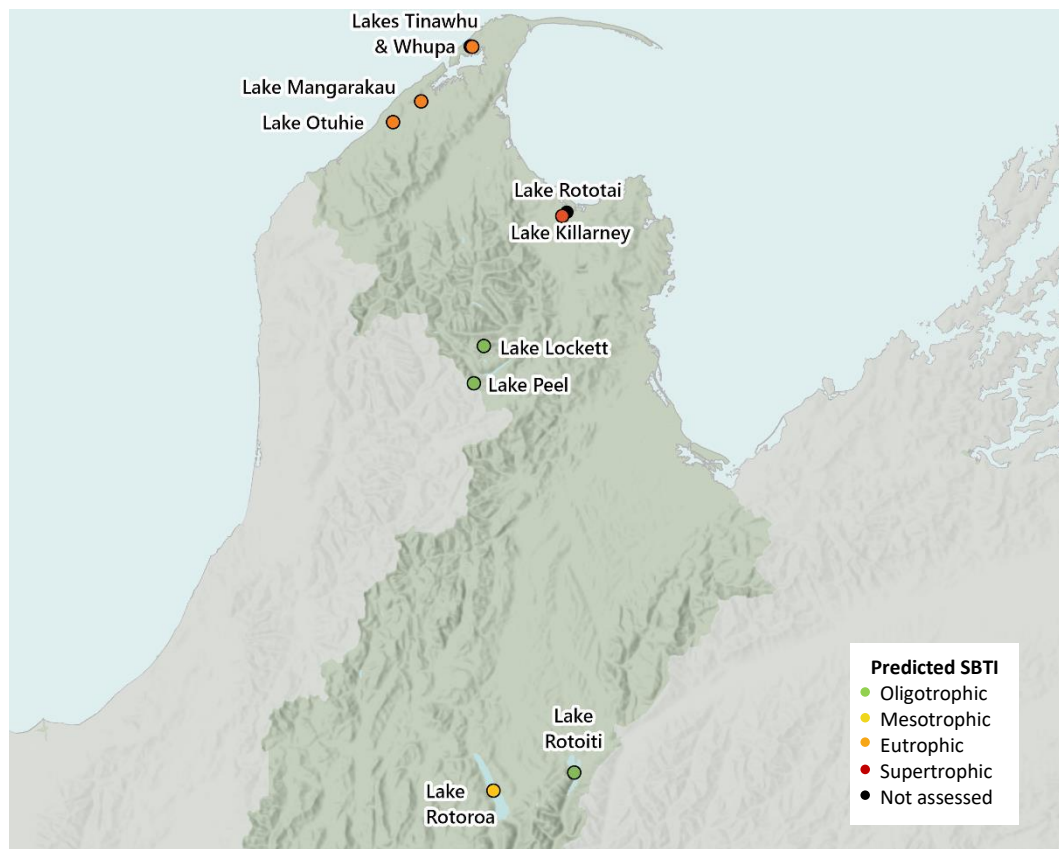 Lakes Tinawhu
& Whupa
Lake Mangarakau
Lake Otuhie
Lake Rototai
Lake Killarney
Lake Lockett
Lake Peel
Lake
Rotoiti
Lake
Rotoroa
Predicted SBTI
Oligotrophic
Mesotrophic
Eutrophic
Supertrophic
Not assessed